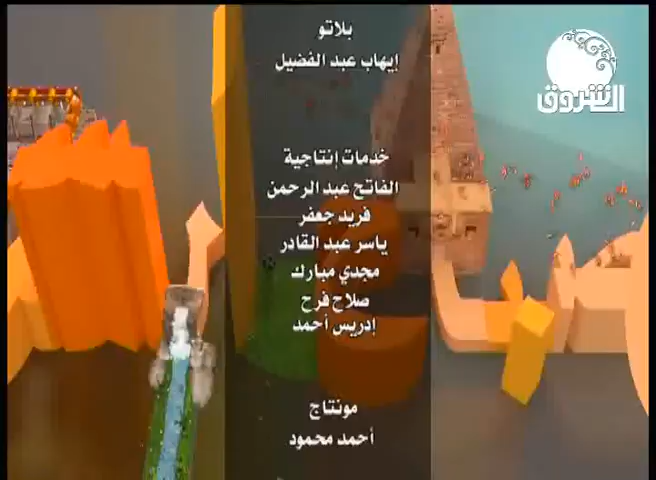 بلاتو
إيهاب عبد الفضيل
الشروق
خدمات إنتاجية
الفاتح عبد الرحمن
فريد جعفر
ياسر عبد القادر
مجدي مبارك
صلاح فرح
إدريس أحمد
مونتاج
أحمد محمود